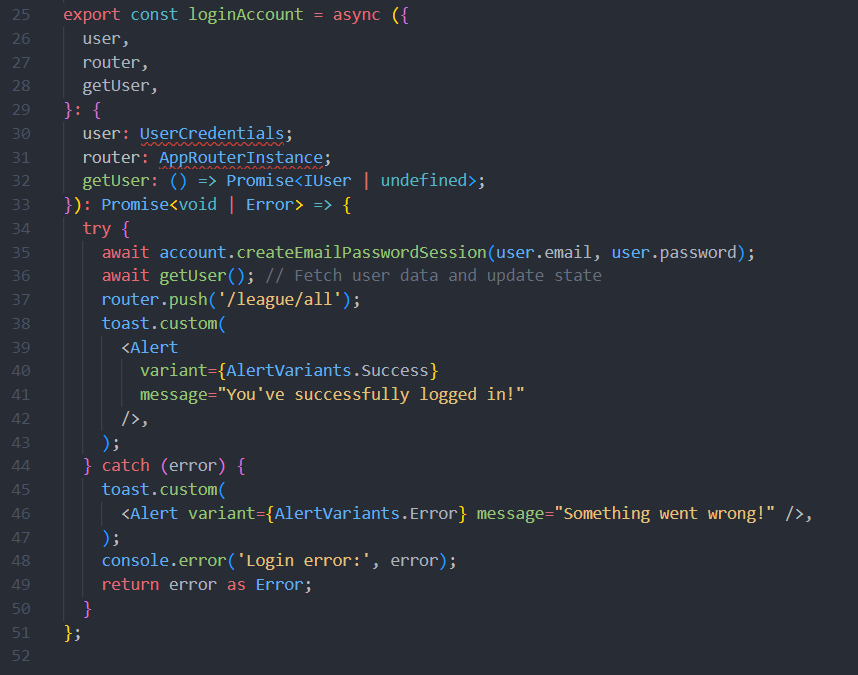 25 export const loginAccount = async ({
26   user,
27   router,
28   getUser,
29 }: {
30   user: UserCredentials;
31   router: AppRouterInstance;
32   getUser: () => Promise<IUser | undefined>;
33 }): Promise<void | Error> => {
34   try {
35     await account.createEmailPasswordSession(user.email, user.password);
36     await getUser(); // Fetch user data and update state
37     router.push('/league/all');
38     toast.custom(
39       <Alert
40         variant={AlertVariants.Success}
41         message="You've successfully logged in!"
42       />,
43     );
44   } catch (error) {
45     toast.custom(
46       <Alert variant={AlertVariants.Error} message="Something went wrong!" />,
47     );
48     console.error('Login error:', error);
49     return error as Error;
50   }
51 };
52